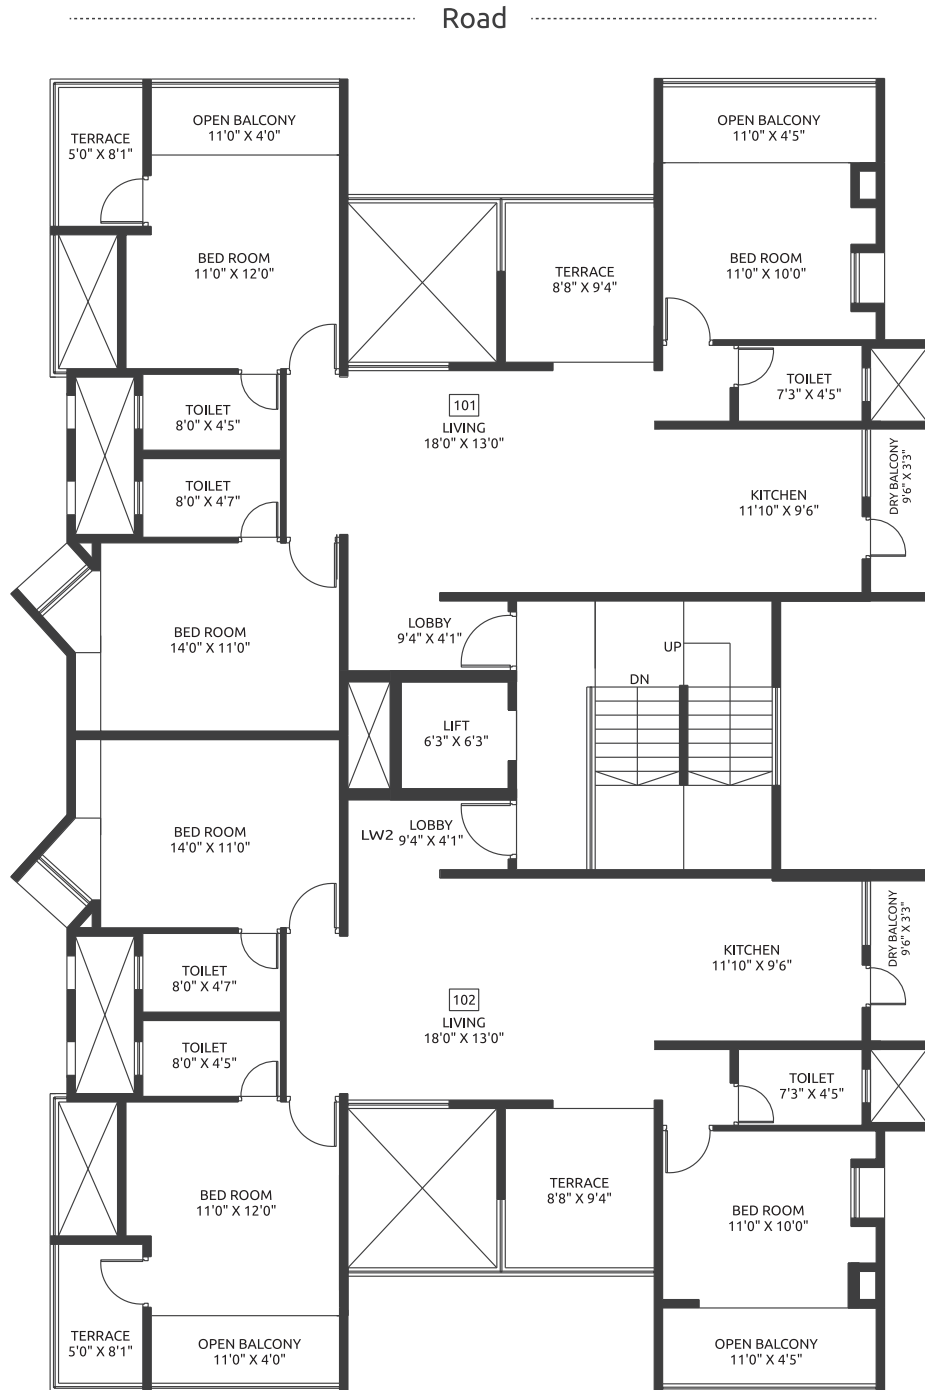 Road
OPEN BALCONY
11'0" X 4'0"
OPEN BALCONY
11'0" X 4'5"
TERRACE
5'0" X 8'1"
BED ROOM
11'0" X 12'0"
TERRACE
8'8" X 9'4"
BED ROOM
11'0" X 10'0"
TOILET
7'3" X 4'5"
101
LIVING
18'0" X 13'0"
TOILET
8'0" X 4'5"
TOILET
8'0" X 4'7"
KITCHEN
11'10" X 9'6"
DRY BALCONY
9'6" X 3'3"
BED ROOM
14'0" X 11'0"
LOBBY
9'4" X 4'1"
UP
DN
LIFT
6'3" X 6'3"
BED ROOM
14'0" X 11'0"
LW2
LOBBY
9'4" X 4'1"
KITCHEN
11'10" X 9'6"
DRY BALCONY
9'6" X 3'3"
TOILET
8'0" X 4'7"
102
LIVING
18'0" X 13'0"
TOILET
8'0" X 4'5"
TOILET
7'3" X 4'5"
BED ROOM
11'0" X 12'0"
TERRACE
8'8" X 9'4"
BED ROOM
11'0" X 10'0"
TERRACE
5'0" X 8'1"
OPEN BALCONY
11'0" X 4'0"
OPEN BALCONY
11'0" X 4'5"